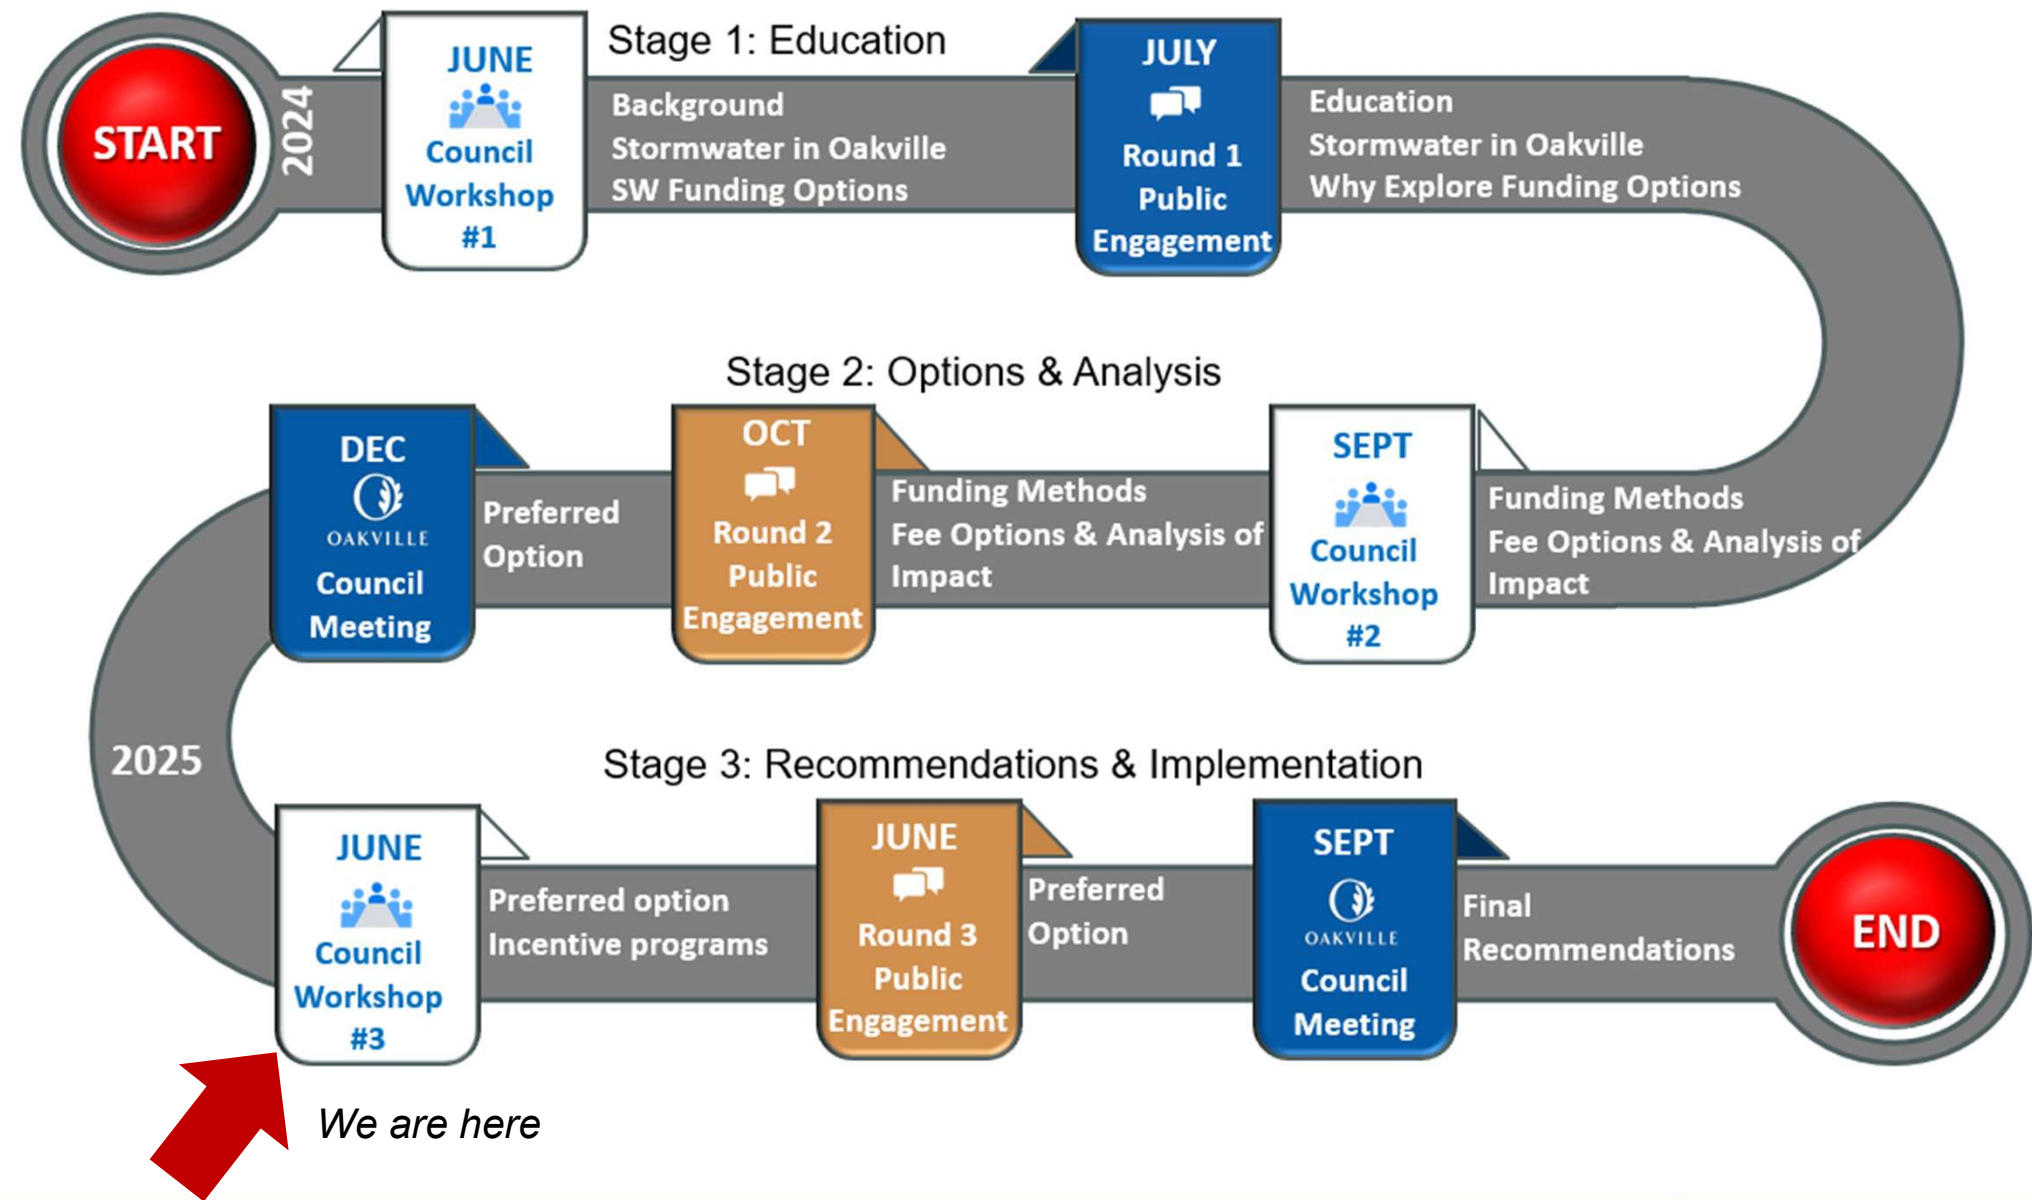 START
2024
JUNE
Council
Workshop
#1
Stage 1: Education
Background
Stormwater in Oakville
SW Funding Options
JULY
Round 1
Public
Engagement
Education
Stormwater in Oakville
Why Explore Funding Options
Stage 2: Options & Analysis
SEPT
Council
Workshop
#2
Funding Methods
Fee Options & Analysis of
Impact
OCT
Round 2
Public
Engagement
Funding Methods
Fee Options & Analysis of
Impact
DEC
OAKVILLE
Council
Meeting
Preferred
Option
2025
Stage 3: Recommendations & Implementation
JUNE
Council
Workshop
#3
Preferred option
Incentive programs
JUNE
Round 3
Public
Engagement
Preferred
Option
SEPT
OAKVILLE
Council
Meeting
Final
Recommendations
END
We are here